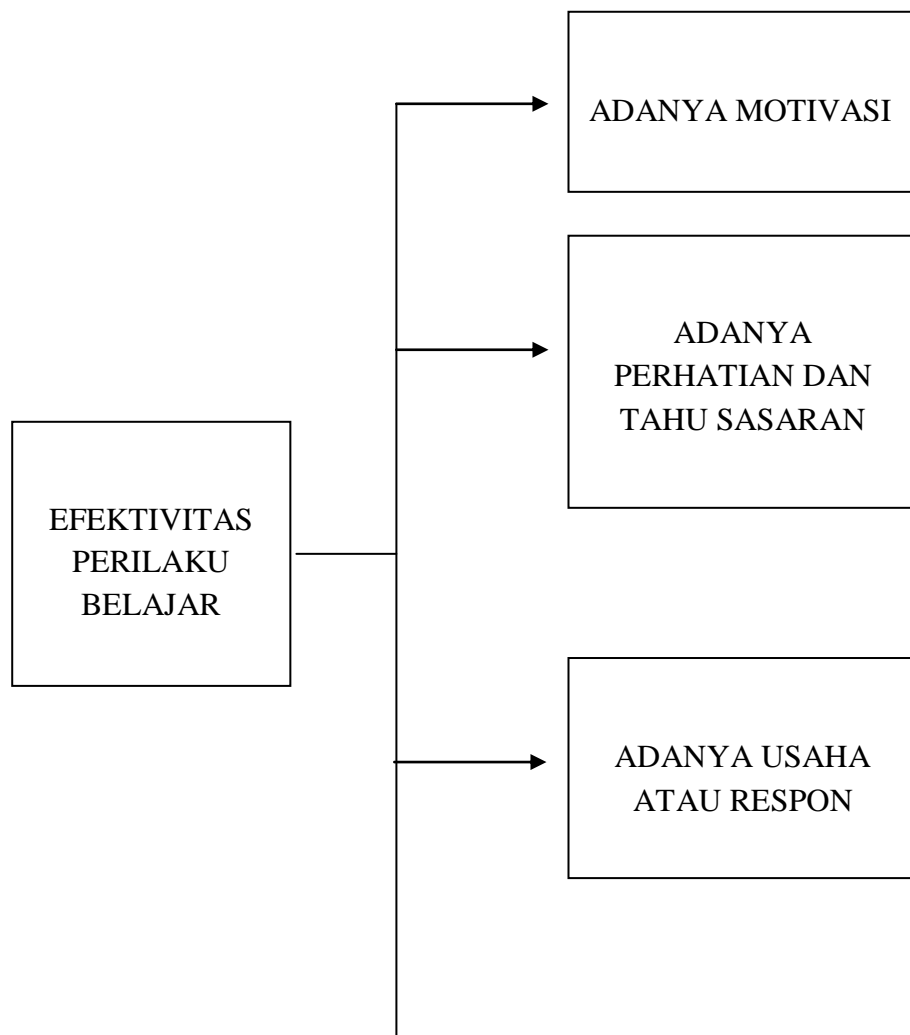 ADANYA MOTIVASI
ADANYA
PERHATIAN DAN
TAHU SASARAN
EFEKTIVITAS
PERILAKU
BELAJAR
ADANYA USAHA
ATAU RESPON